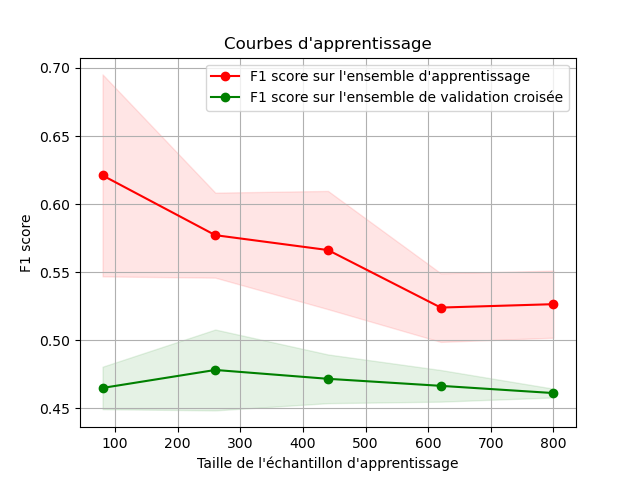 Courbes d'apprentissage
F1 score sur l'ensemble d'apprentissage
F1 score sur l'ensemble de validation croisée
F1 score
0.70
0.65
0.60
0.55
0.50
0.45
100 200 300 400 500 600 700 800
Taille de l'échantillon d'apprentissage